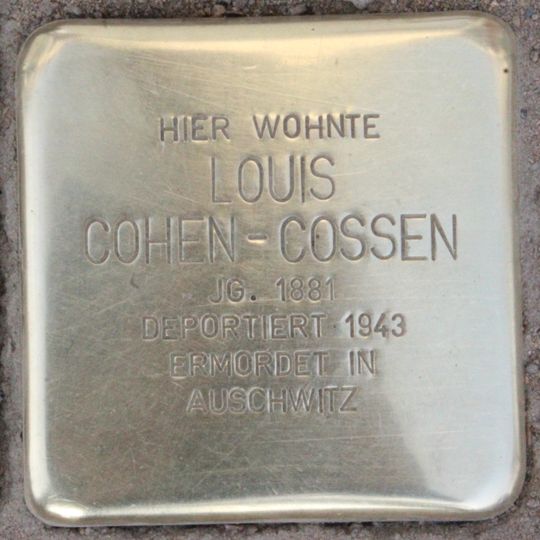 HIER WOHNTE
LOUIS
COHEN-COSSEN
JG. 1881
DEPORTIERT 1943
ERMORDET IN
AUSCHWITZ